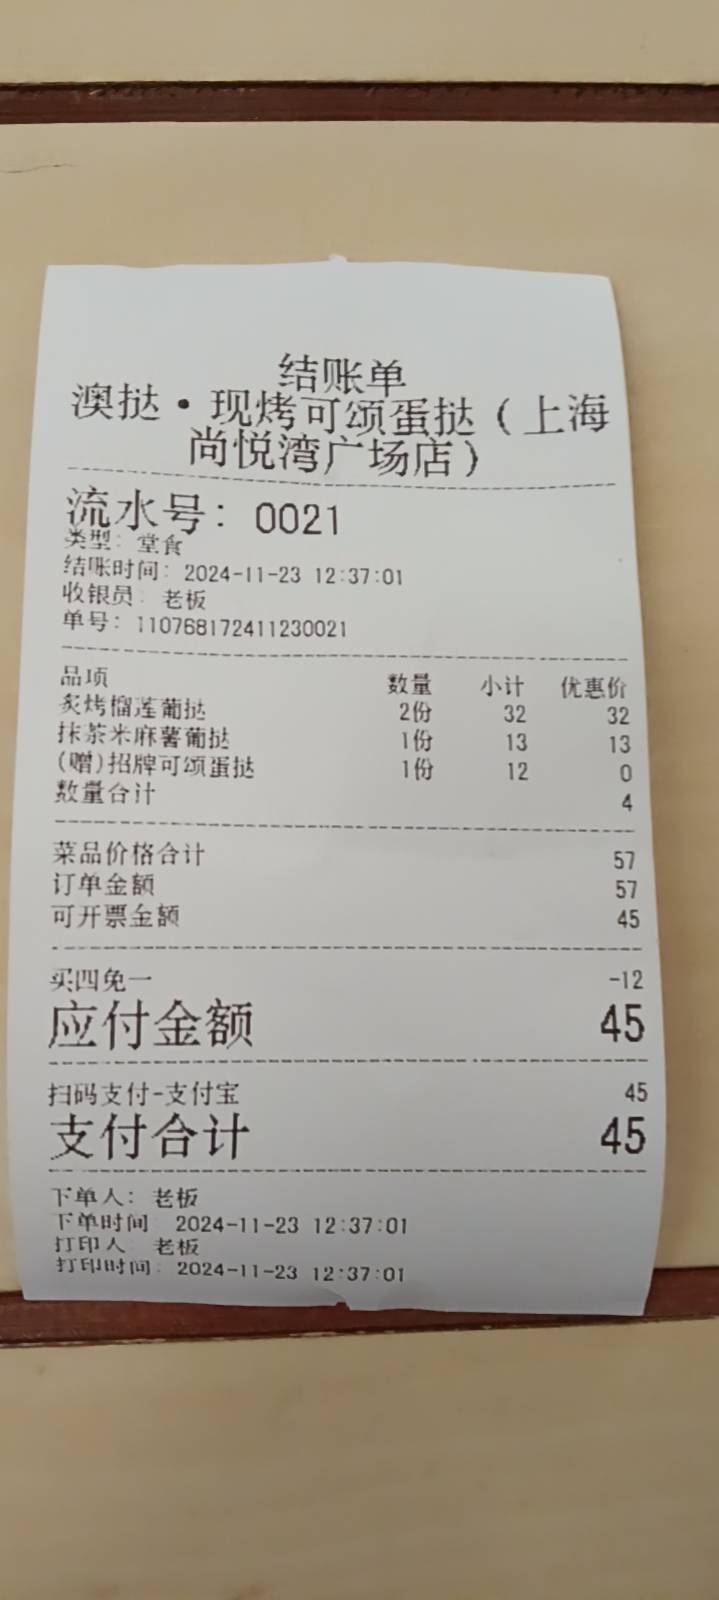 结账单
澳挞·现烤可颂蛋挞(上海
尚悦湾广场店)
流水号: 0021
类型: 堂食
结账时间: 2024-11-23 12:37:01
收银员: 老板
单号: 110768172411230021
品项 数量 小计 优惠价
炙烤榴莲葡挞 2份 32 32
抹茶米麻薯葡挞 1份 13 13
(赠)招牌可颂蛋挞 1份 12 0
数量合计 4
菜品价格合计 57
订单金额 57
可开票金额 45
买四免一 -12
应付金额 45
扫码支付-支付宝 45
支付合计 45
下单人: 老板
下单时间: 2024-11-23 12:37:01
打印人: 老板
打印时间: 2024-11-23 12:37:01